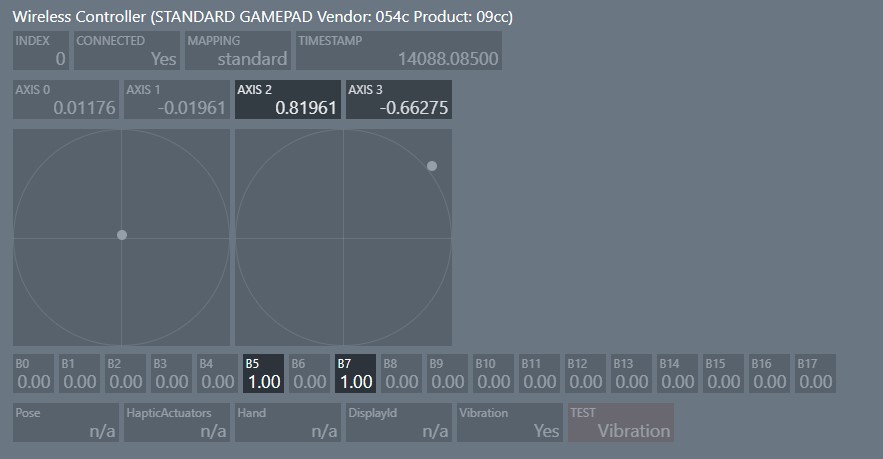 Wireless Controller (STANDARD GAMEPAD Vendor: 054c Product: 09cc)
INDEX CONNECTED MAPPING TIMESTAMP
0 Yes standard 14088.08500
AXIS 0 AXIS 1 AXIS 2 AXIS 3
0.01176 -0.01961 0.81961 -0.66275
B0 B1 B2 B3 B4 B5 B6 B7 B8 B9 B10 B11 B12 B13 B14 B15 B16 B17
0.00 0.00 0.00 0.00 0.00 1.00 0.00 1.00 0.00 0.00 0.00 0.00 0.00 0.00 0.00 0.00 0.00 0.00
Pose HapticActuators Hand DisplayId Vibration TEST
n/a n/a n/a n/a Yes Vibration